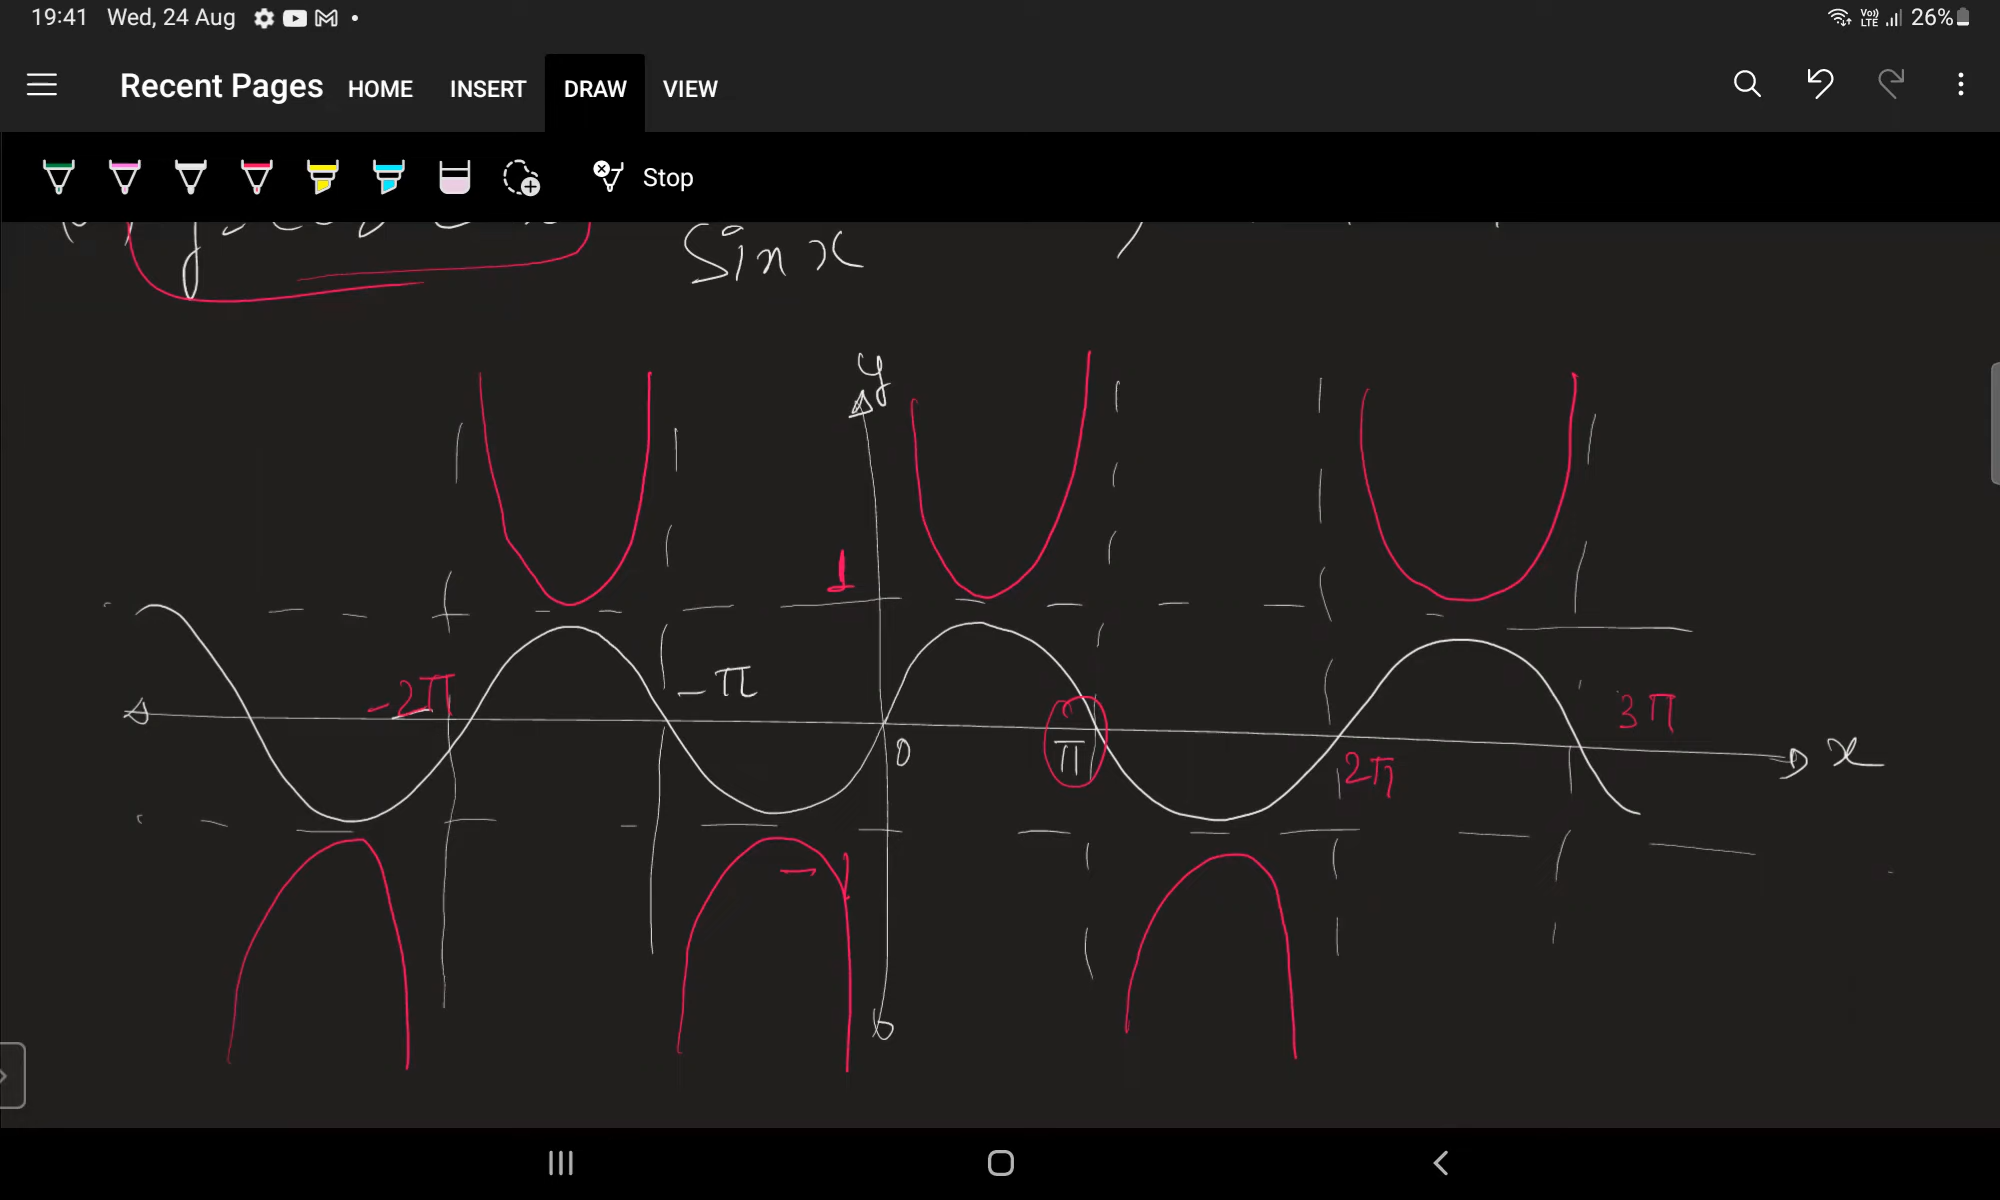 19:41 Wed, 24 Aug 26%
Recent Pages HOME INSERT DRAW VIEW
Stop
Sin x
y
1
-2π
-π
0
π
2π
3π
x
-1